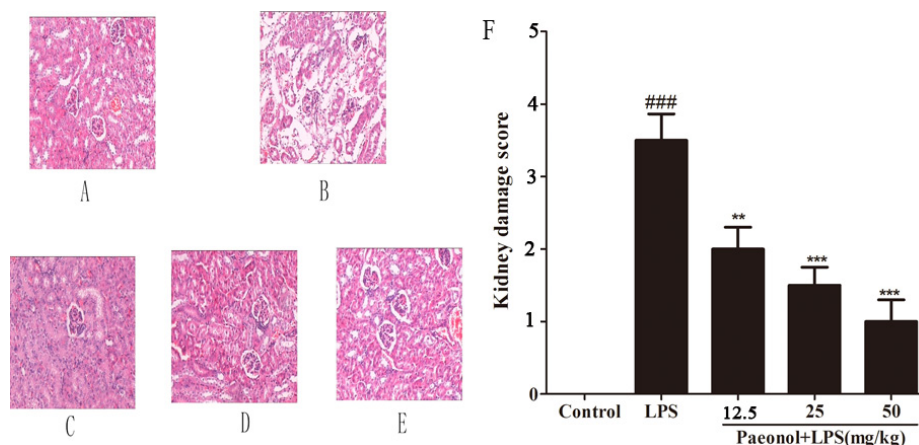 A
B
C
D
E
F
Kidney damage score
5
4
3
2
1
0
###
**
***
***
Control
LPS
12.5
25
50
Paeonol+LPS(mg/kg)